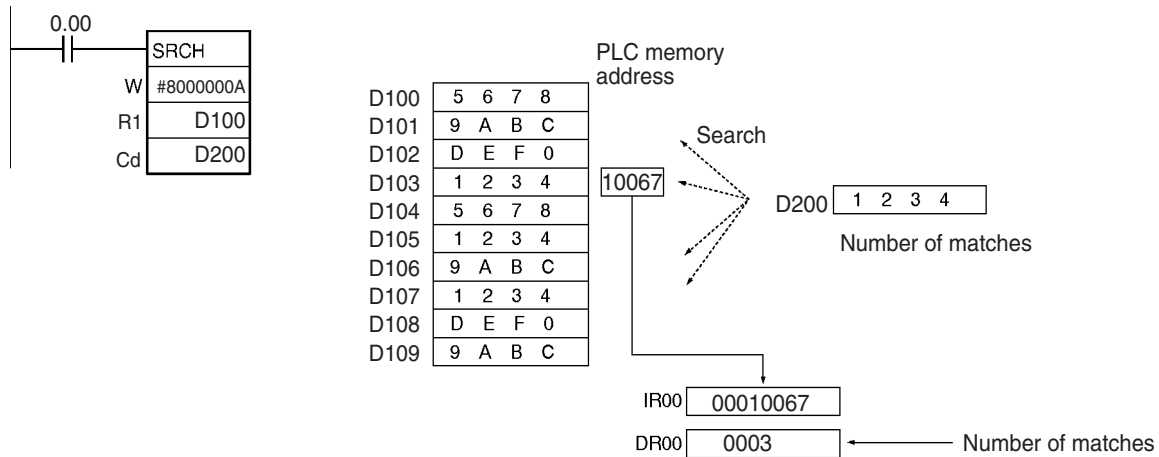 0.00
SRCH
W #8000000A
R1 D100
Cd D200
PLC memory
address
D100 5 6 7 8
D101 9 A B C
D102 D E F 0
D103 1 2 3 4 10067
D104 5 6 7 8
D105 1 2 3 4
D106 9 A B C
D107 1 2 3 4
D108 D E F 0
D109 9 A B C
Search
D200 1 2 3 4
Number of matches
IR00 00010067
DR00 0003 Number of matches